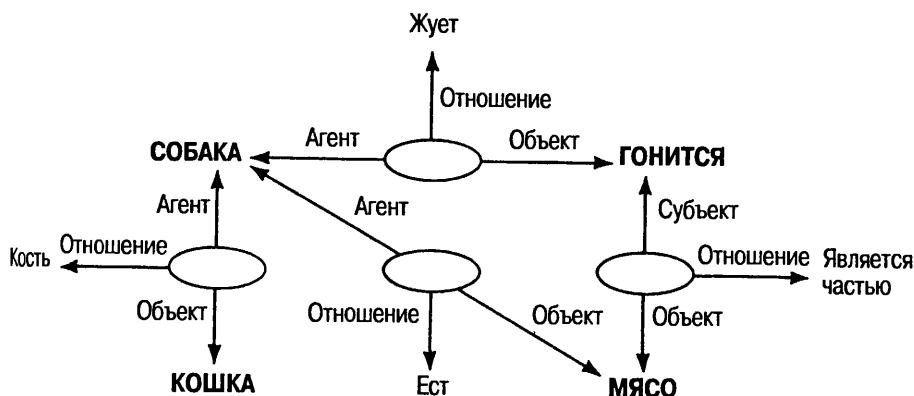 Жует
Отношение
СОБАКА Агент Объект ГОНИТСЯ
Агент Агент Субъект
Кость Отношение Отношение Является
частью
Объект Отношение Объект Объект
КОШКА Ест МЯСО